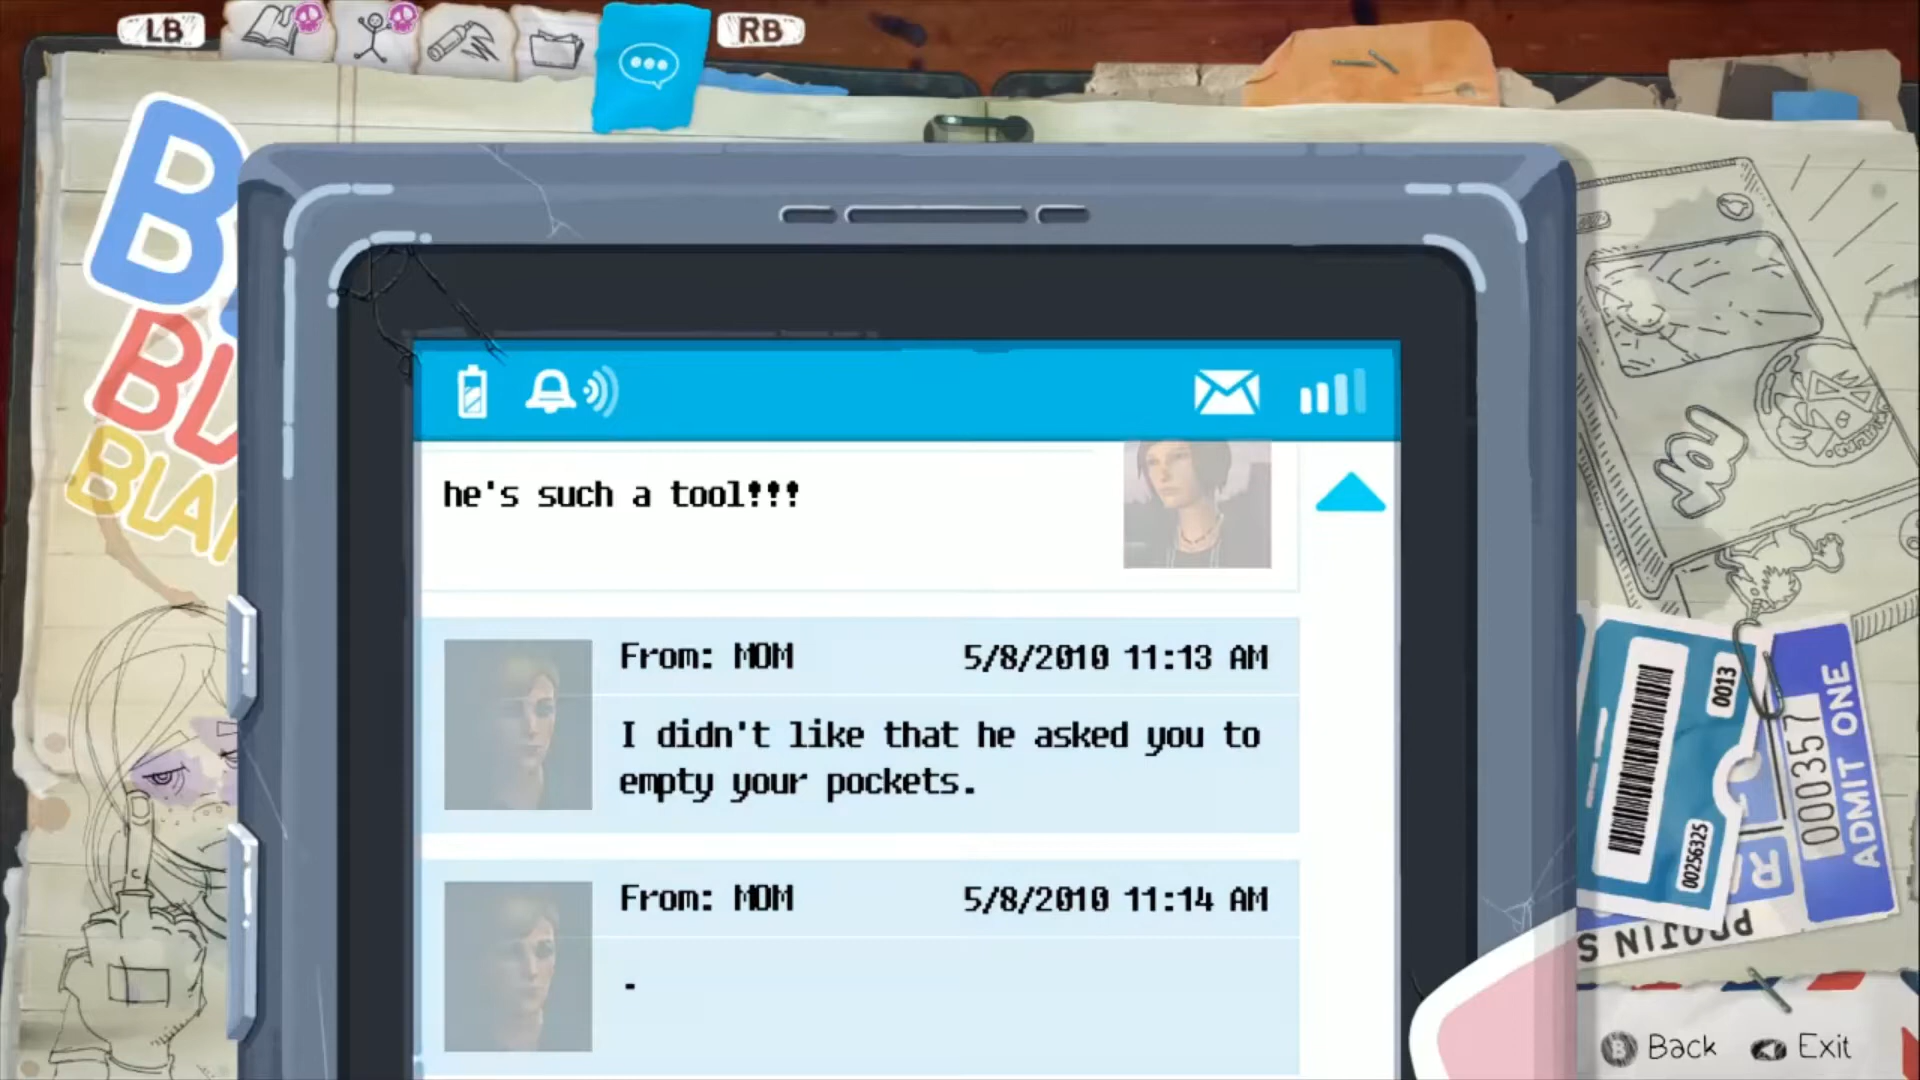 LB
RB
he's such a tool!!!
From: MOM
5/8/2010 11:13 AM
I didn't like that he asked you to
empty your pockets.
From: MOM
5/8/2010 11:14 AM
-
0013
00256325
000357
ADMIT ONE
B Back
Exit